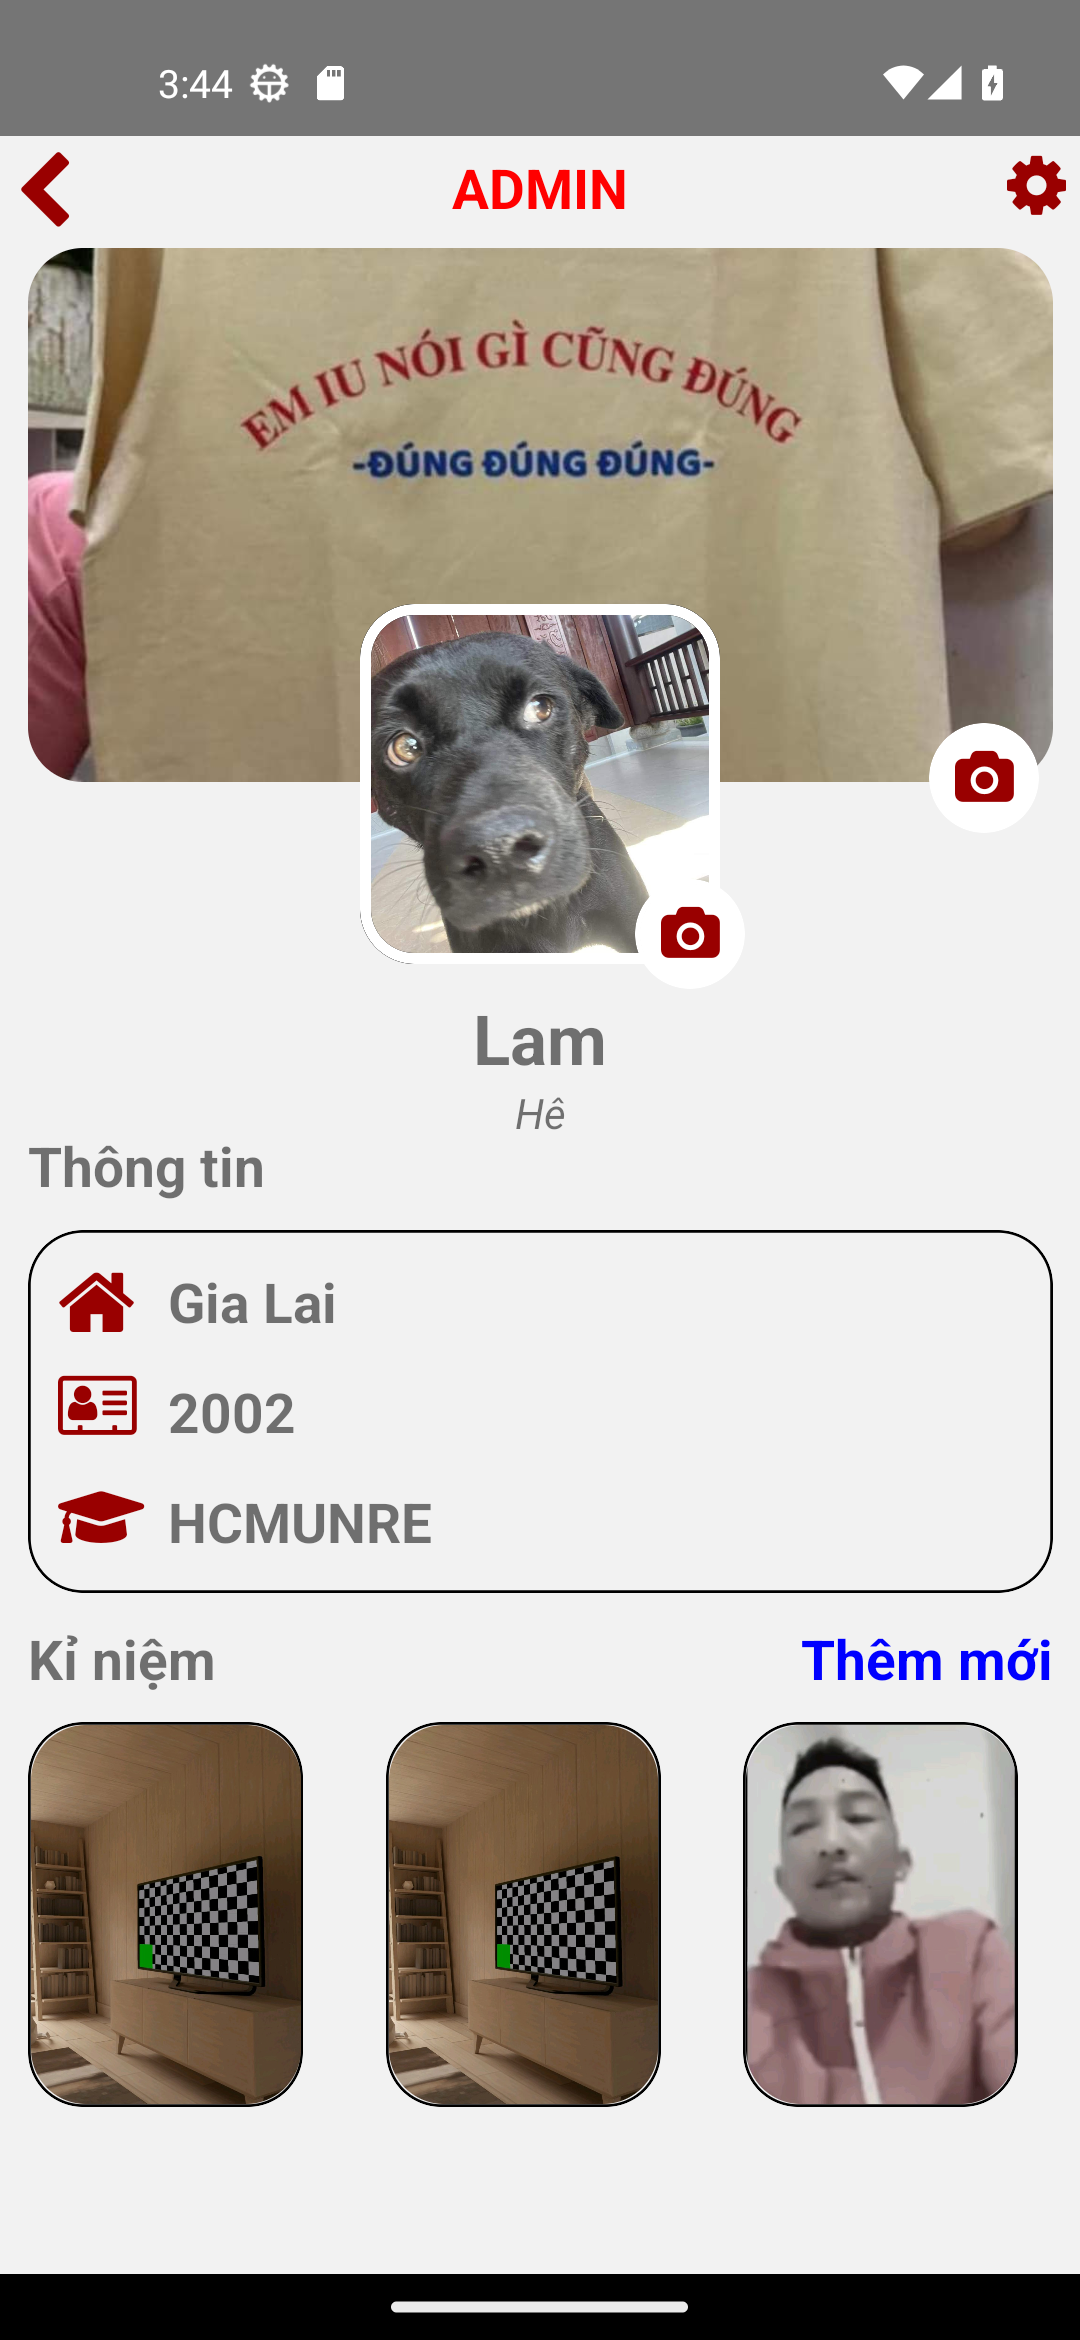 3:44
ADMIN
EM IU NÓI GÌ CŨNG ĐÚNG
-ĐÚNG ĐÚNG ĐÚNG-
Lam
Hê
Thông tin
Gia Lai
2002
HCMUNRE
Kỉ niệm
Thêm mới